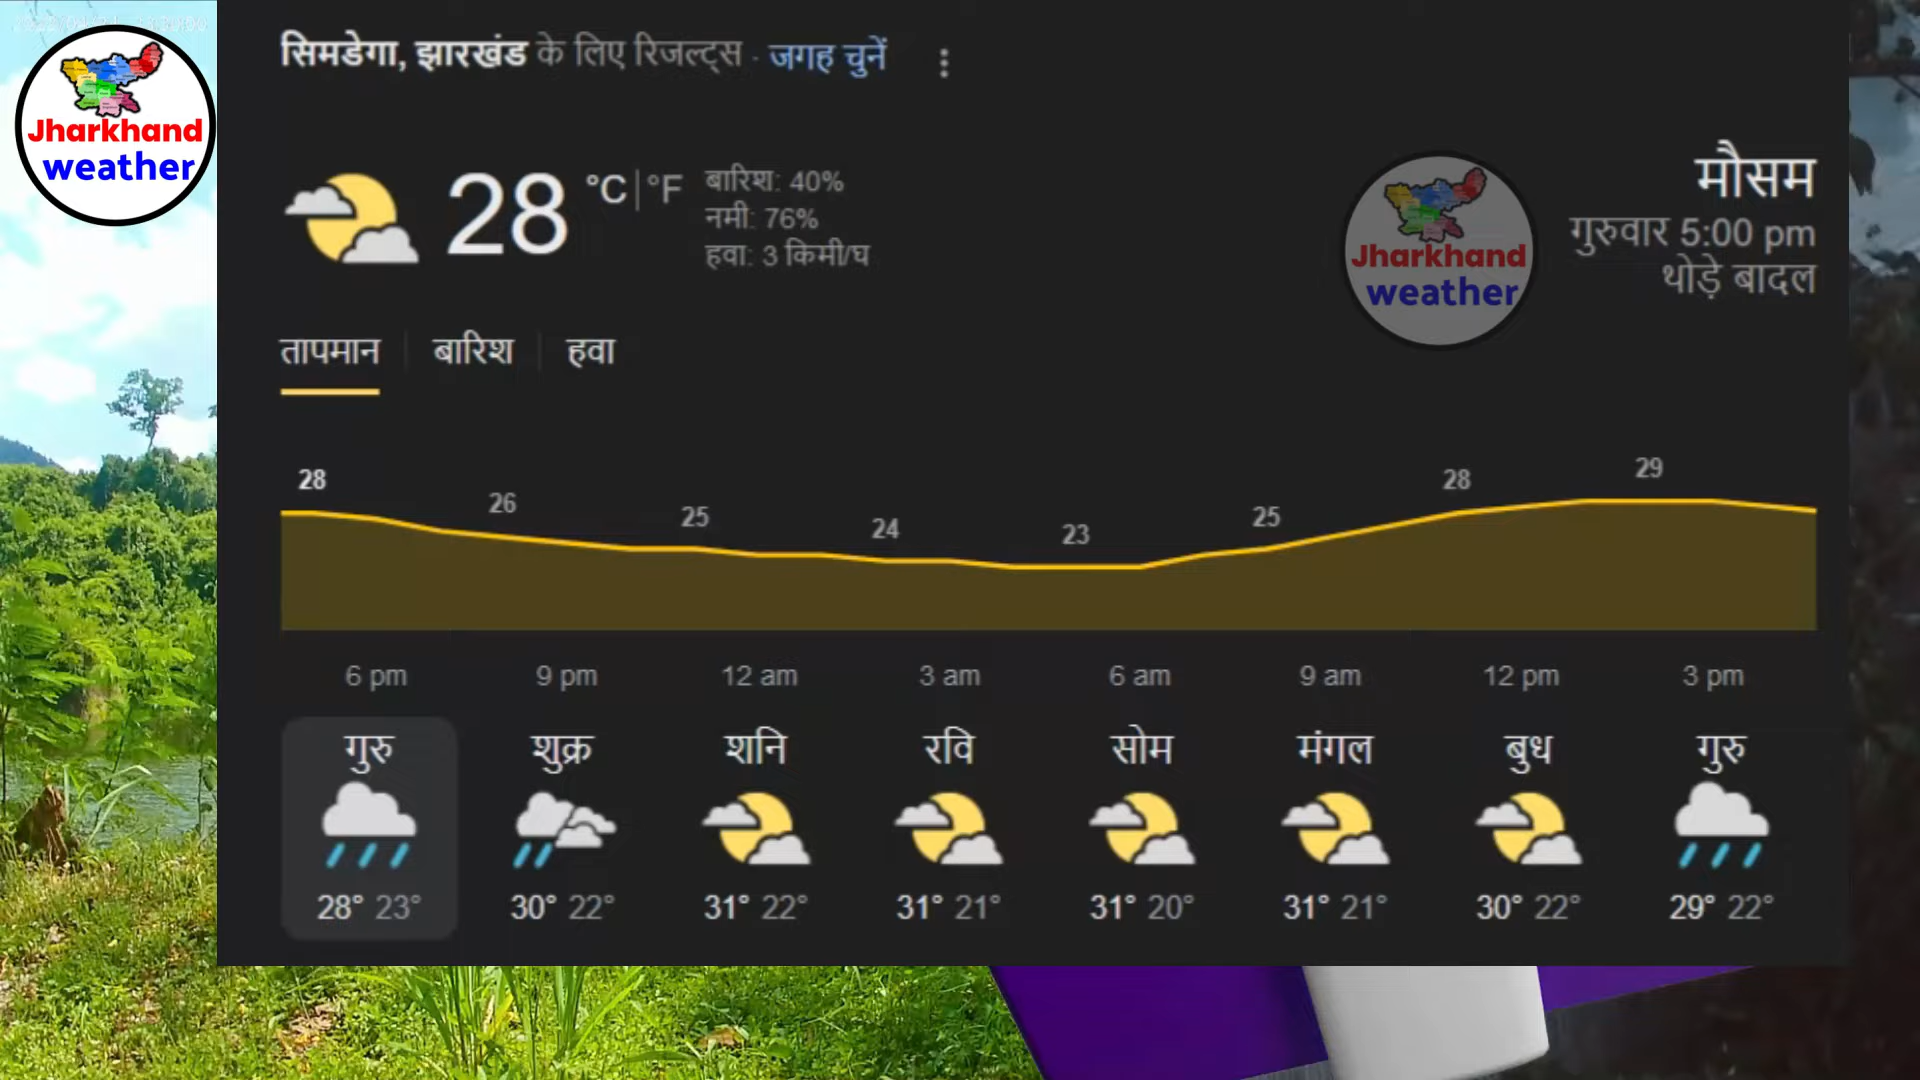 Jharkhand
weather
सिमडेगा, झारखंड के लिए रिजल्ट्स · जगह चुनें
28 °C|°F
बारिश: 40%
नमी: 76%
हवा: 3 किमी/घ
Jharkhand
weather
मौसम
गुरुवार 5:00 pm
थोड़े बादल
तापमान बारिश हवा
28 26 25 24 23 25 28 29
6 pm 9 pm 12 am 3 am 6 am 9 am 12 pm 3 pm
गुरु शुक्र शनि रवि सोम मंगल बुध गुरु
28° 23° 30° 22° 31° 22° 31° 21° 31° 20° 31° 21° 30° 22° 29° 22°